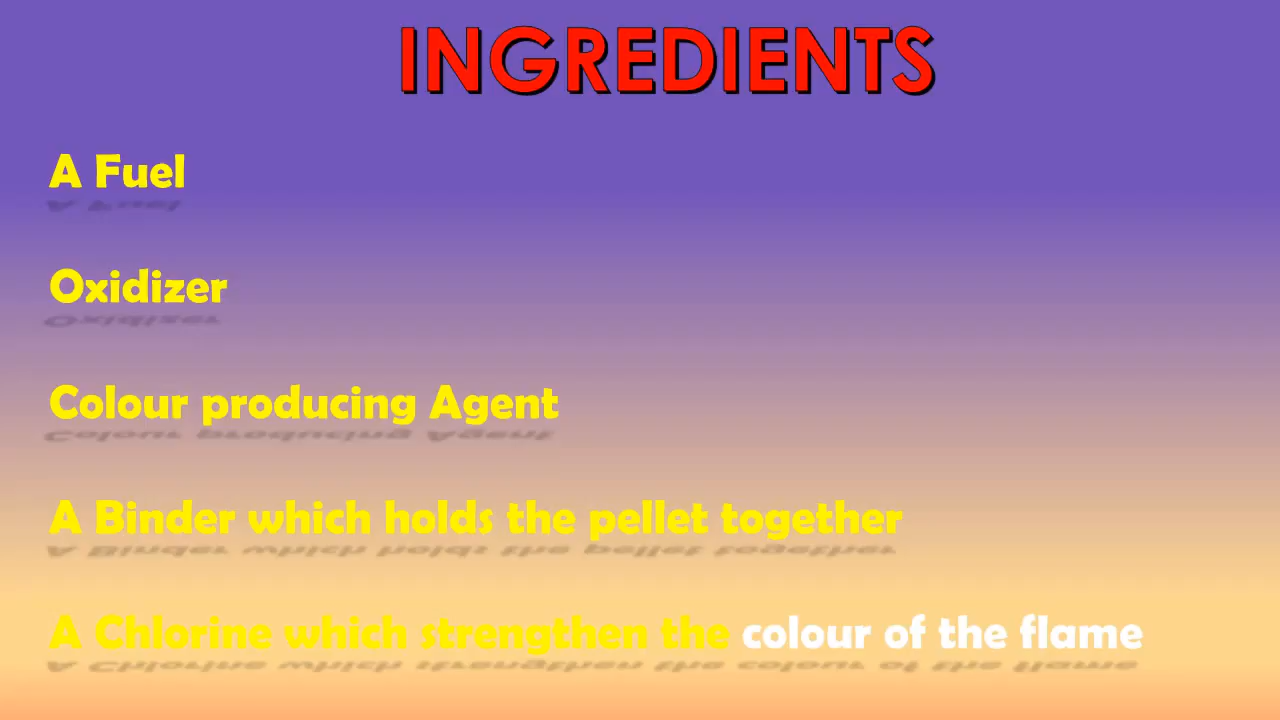 INGREDIENTS
A Fuel
Oxidizer
Colour producing Agent
A Binder which holds the pellet together
A Chlorine which strengthen the colour of the flame